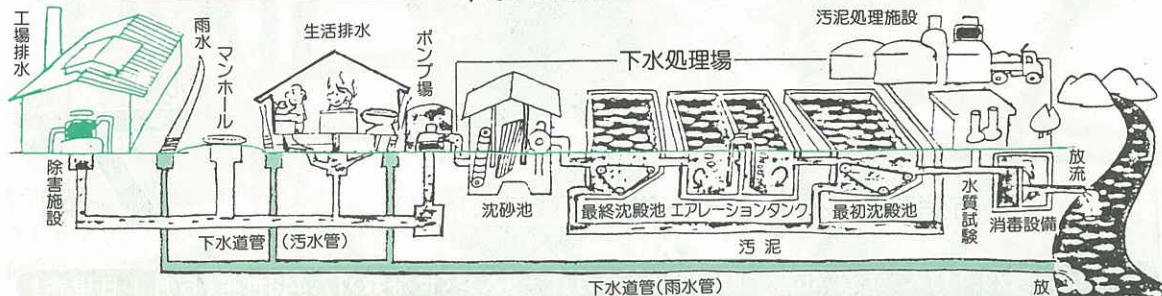 工場排水
雨水
マンホール
生活排水
ポンプ場
下水処理場
汚泥処理施設
除害施設
沈砂池
最終沈殿池
エアレーションタンク
最初沈殿池
水質試験
消毒設備
放流
下水道管(汚水管)
汚泥
下水道管(雨水管)
放